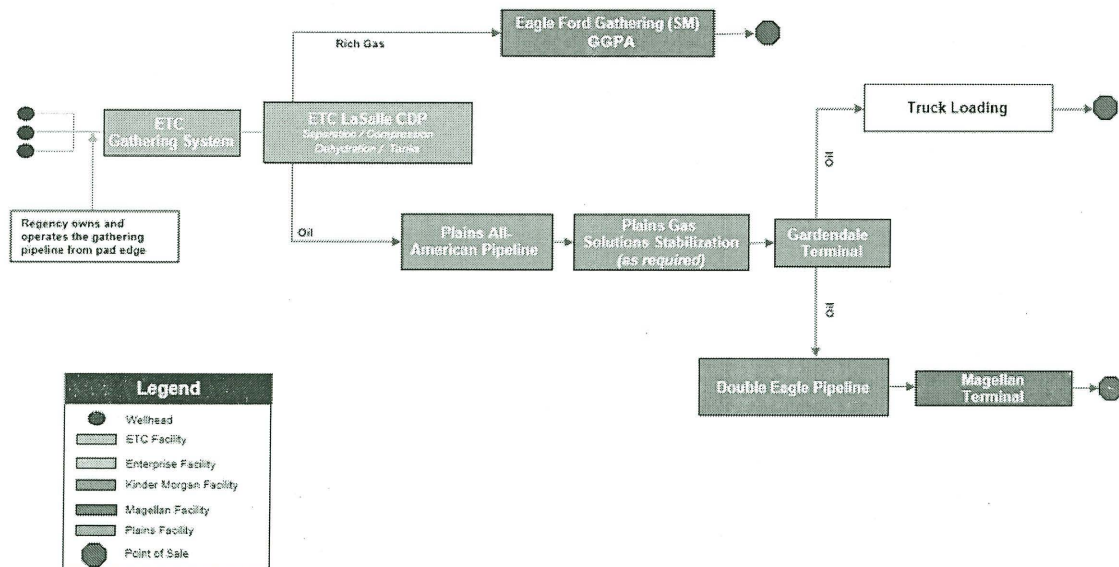 Eagle Ford Gathering (SM)
GGPA
Rich Gas
ETC
Gathering System
ETC LaSalle CDP
Separation / Compression
Dehydration / Tanks
Truck Loading
Oil
Regency owns and
operates the gathering
pipeline from pad edge
Oil
Plains All-
American Pipeline
Plains Gas
Solutions Stabilization
(as required)
Gardendale
Terminal
Oil
Double Eagle Pipeline
Magellan
Terminal
Legend
Wellhead
ETC Facility
Enterprise Facility
Kinder Morgan Facility
Magellan Facility
Plains Facility
Point of Sale